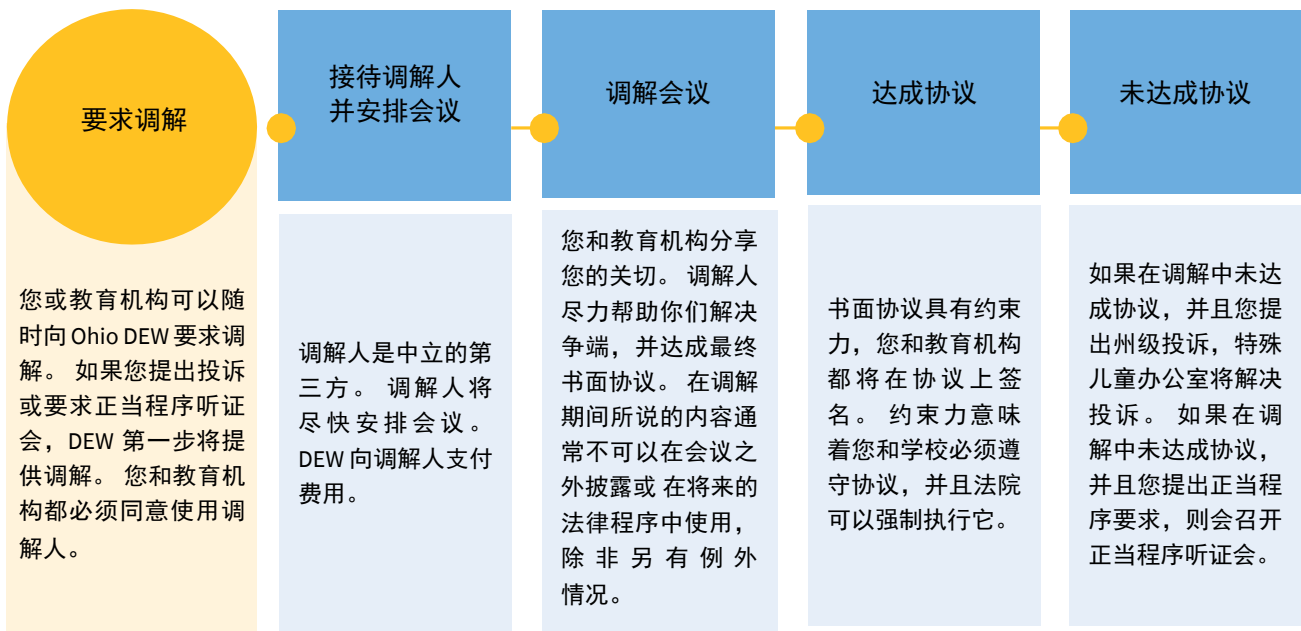 要求调解
您或教育机构可以随
时向 Ohio DEW 要求调
解。 如果您提出投诉
或要求正当程序听证
会，DEW 第一步将提
供调解。 您和教育机
构都必须同意使用调
解人。
接待调解人
并安排会议
调解人是中立的第
三方。 调解人将
尽快安排会议。
DEW 向调解人支付
费用。
调解会议
您和教育机构分享
您的关切。 调解人
尽力帮助你们解决
争端，并达成最终
书面协议。 在调解
期间所说的内容通
常不可以在会议之
外披露或 在将来的
法律程序中使用，
除非另有例外
情况。
达成协议
书面协议具有约束
力，您和教育机构
都将在协议上签
名。 约束力意味
着您和学校必须遵
守协议，并且法院
可以强制执行它。
未达成协议
如果在调解中未达
成协议，并且您提
出州级投诉，特殊
儿童办公室将解决
投诉。 如果在调
解中未达成协议，
并且您提出正当程
序要求，则会召开
正当程序听证会。